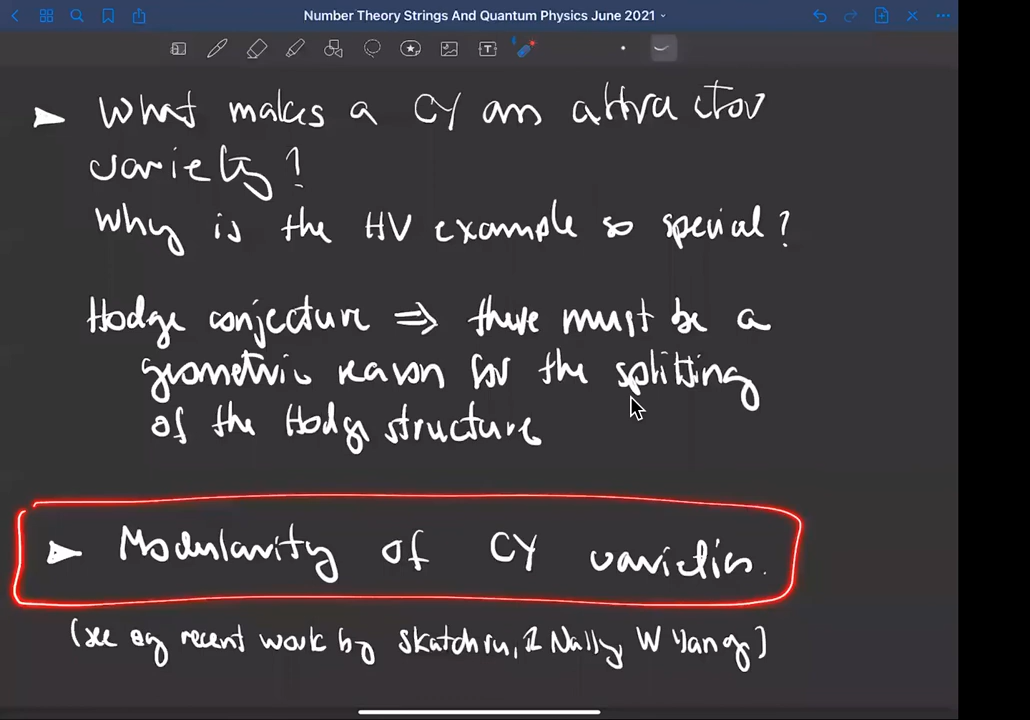 Number Theory Strings And Quantum Physics June 2021
What makes a CY an attractor
variety?
Why is the HV example so special?
Hodge conjecture ⇒ there must be a
geometric reason for the splitting
of the Hodge structure
Modularity of CY varieties.
(see eg recent work by S Kachru, R Nally W Yang)